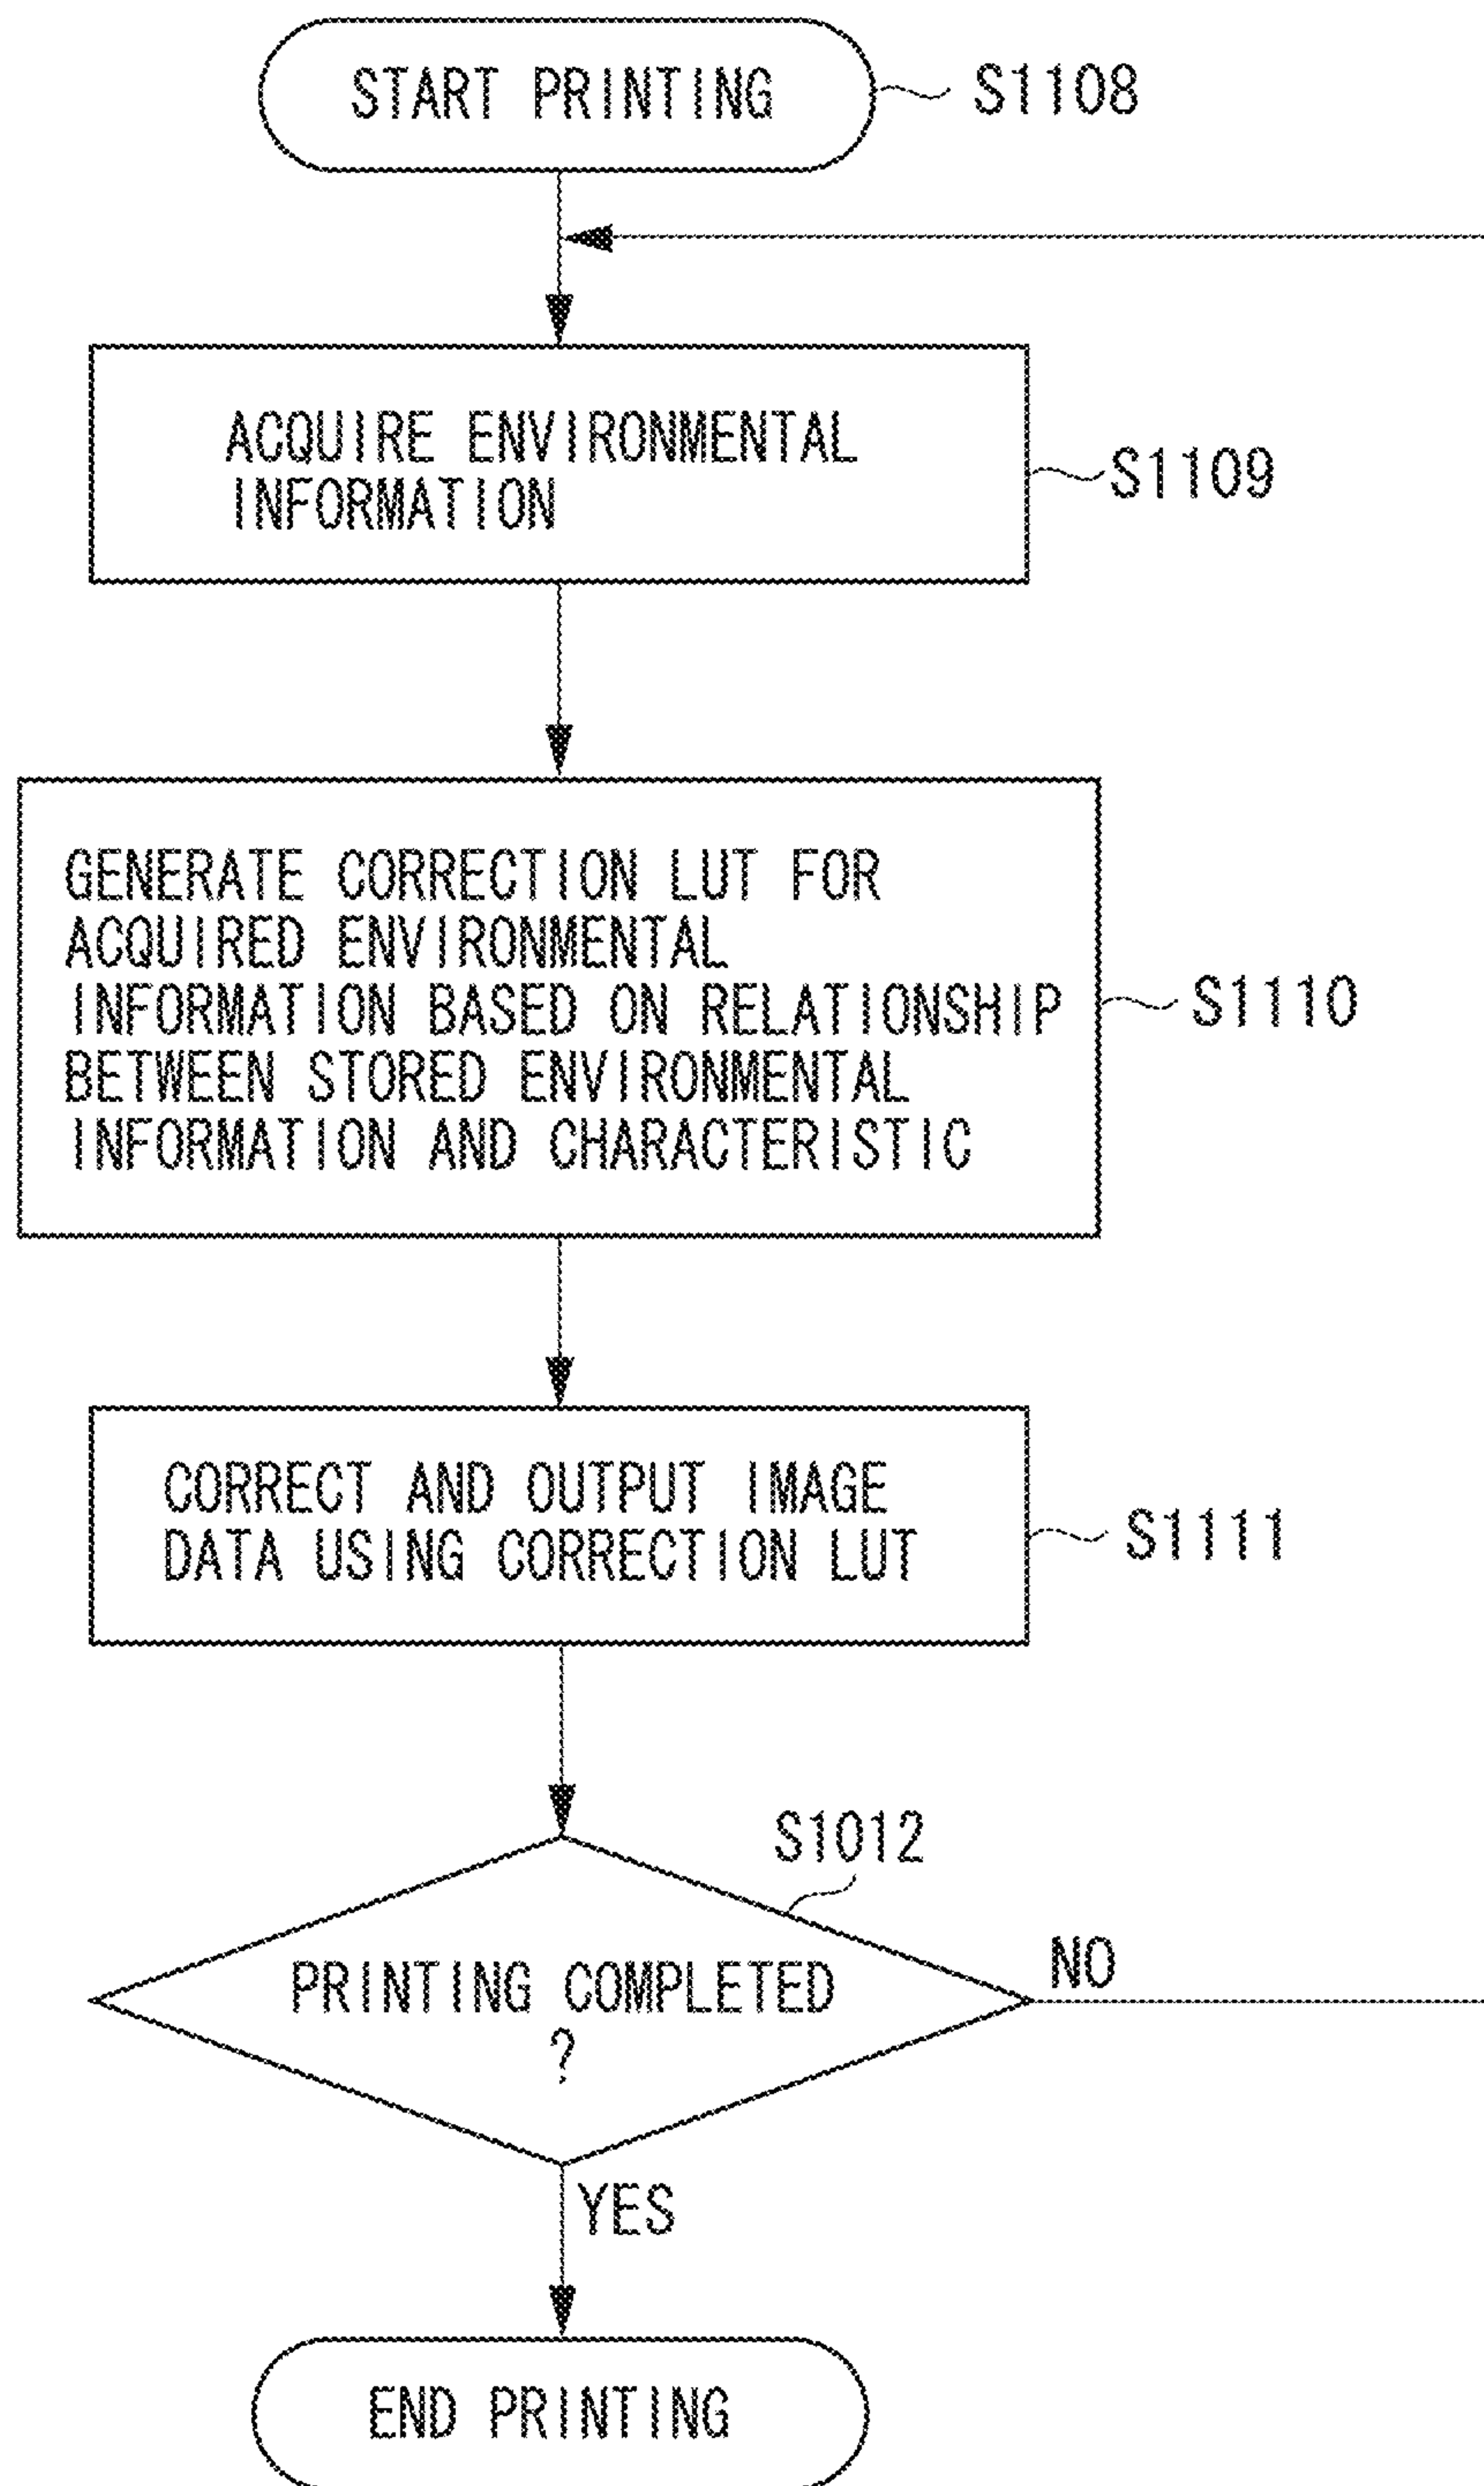 START PRINTING
S1108
ACQUIRE ENVIRONMENTAL
INFORMATION
S1109
GENERATE CORRECTION LUT FOR
ACQUIRED ENVIRONMENTAL
INFORMATION BASED ON RELATIONSHIP
BETWEEN STORED ENVIRONMENTAL
INFORMATION AND CHARACTERISTIC
S1110
CORRECT AND OUTPUT IMAGE
DATA USING CORRECTION LUT
S1111
S1012
PRINTING COMPLETED
?
NO
YES
END PRINTING